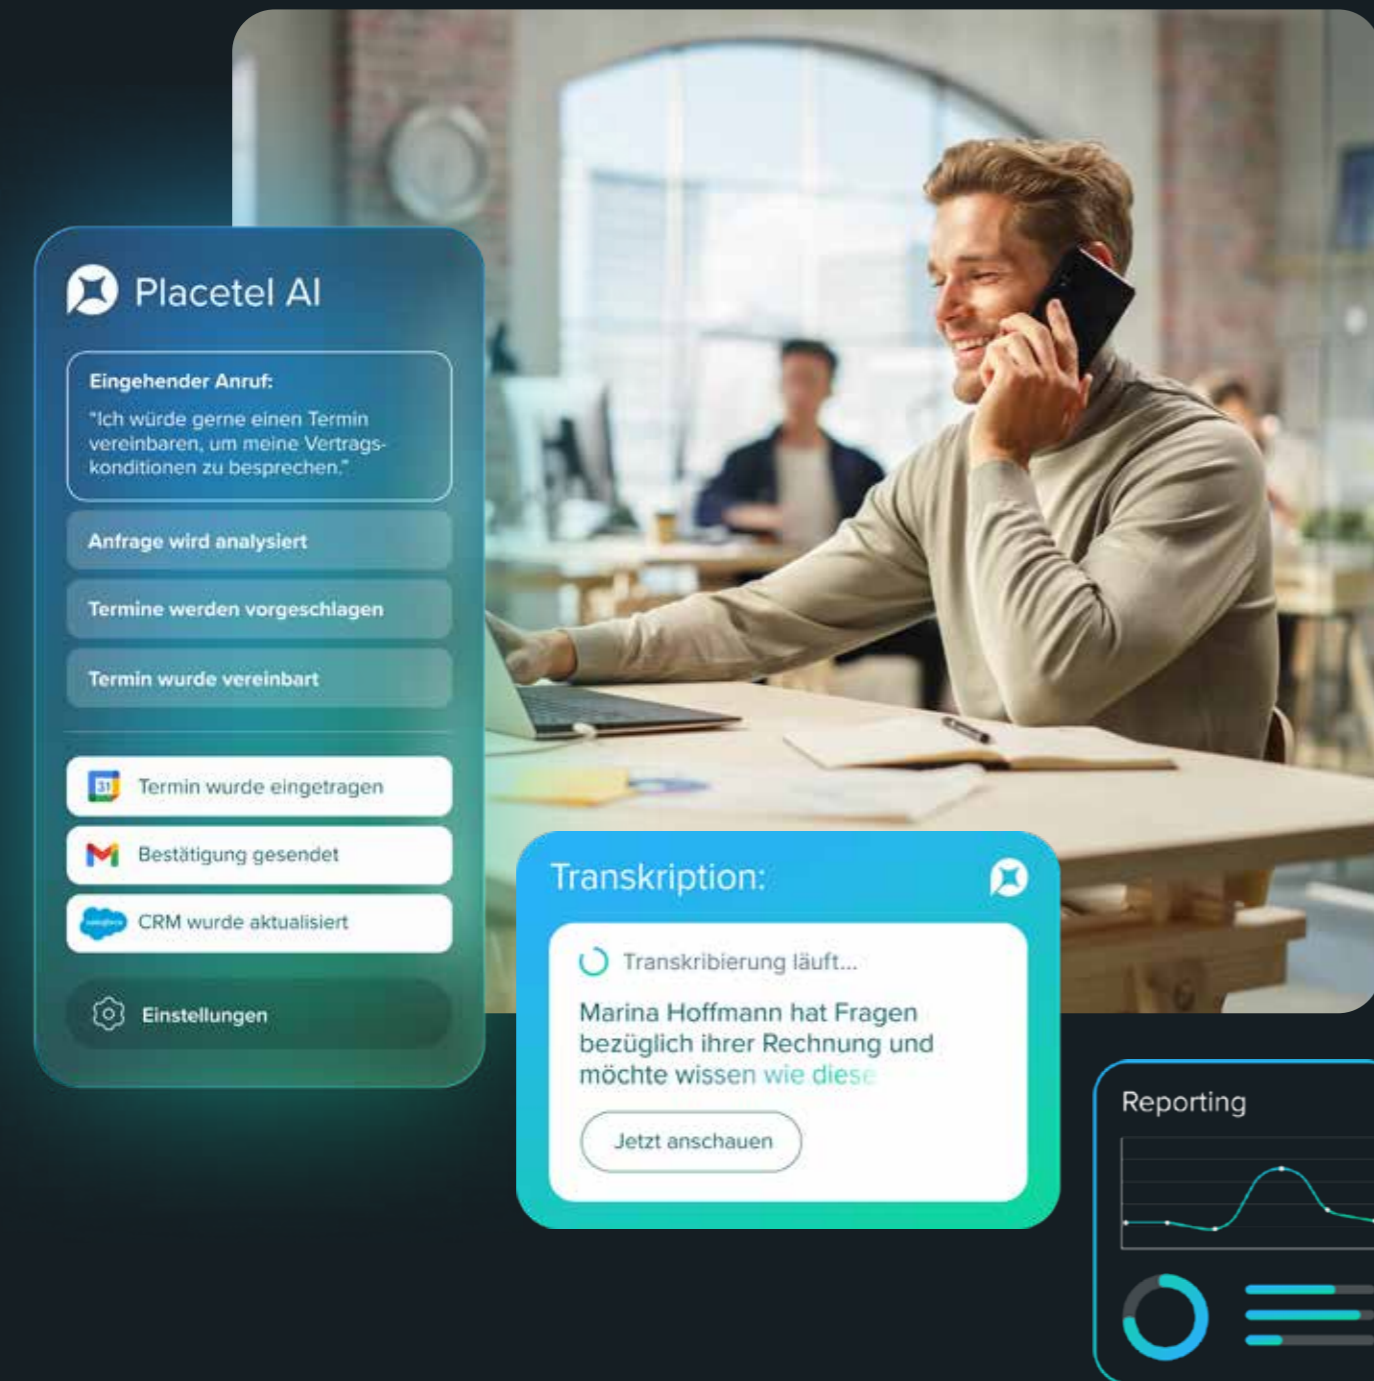 Placetel AI
Eingehender Anruf:
"Ich würde gerne einen Termin
vereinbaren, um meine Vertrags-
konditionen zu besprechen."
Anfrage wird analysiert
Termine werden vorgeschlagen
Termin wurde vereinbart
31
Termin wurde eingetragen
Bestätigung gesendet
salesforce
CRM wurde aktualisiert
Einstellungen
Transkription:
Transkribierung läuft...
Marina Hoffmann hat Fragen
bezüglich ihrer Rechnung und
möchte wissen wie diese
Jetzt anschauen
Reporting